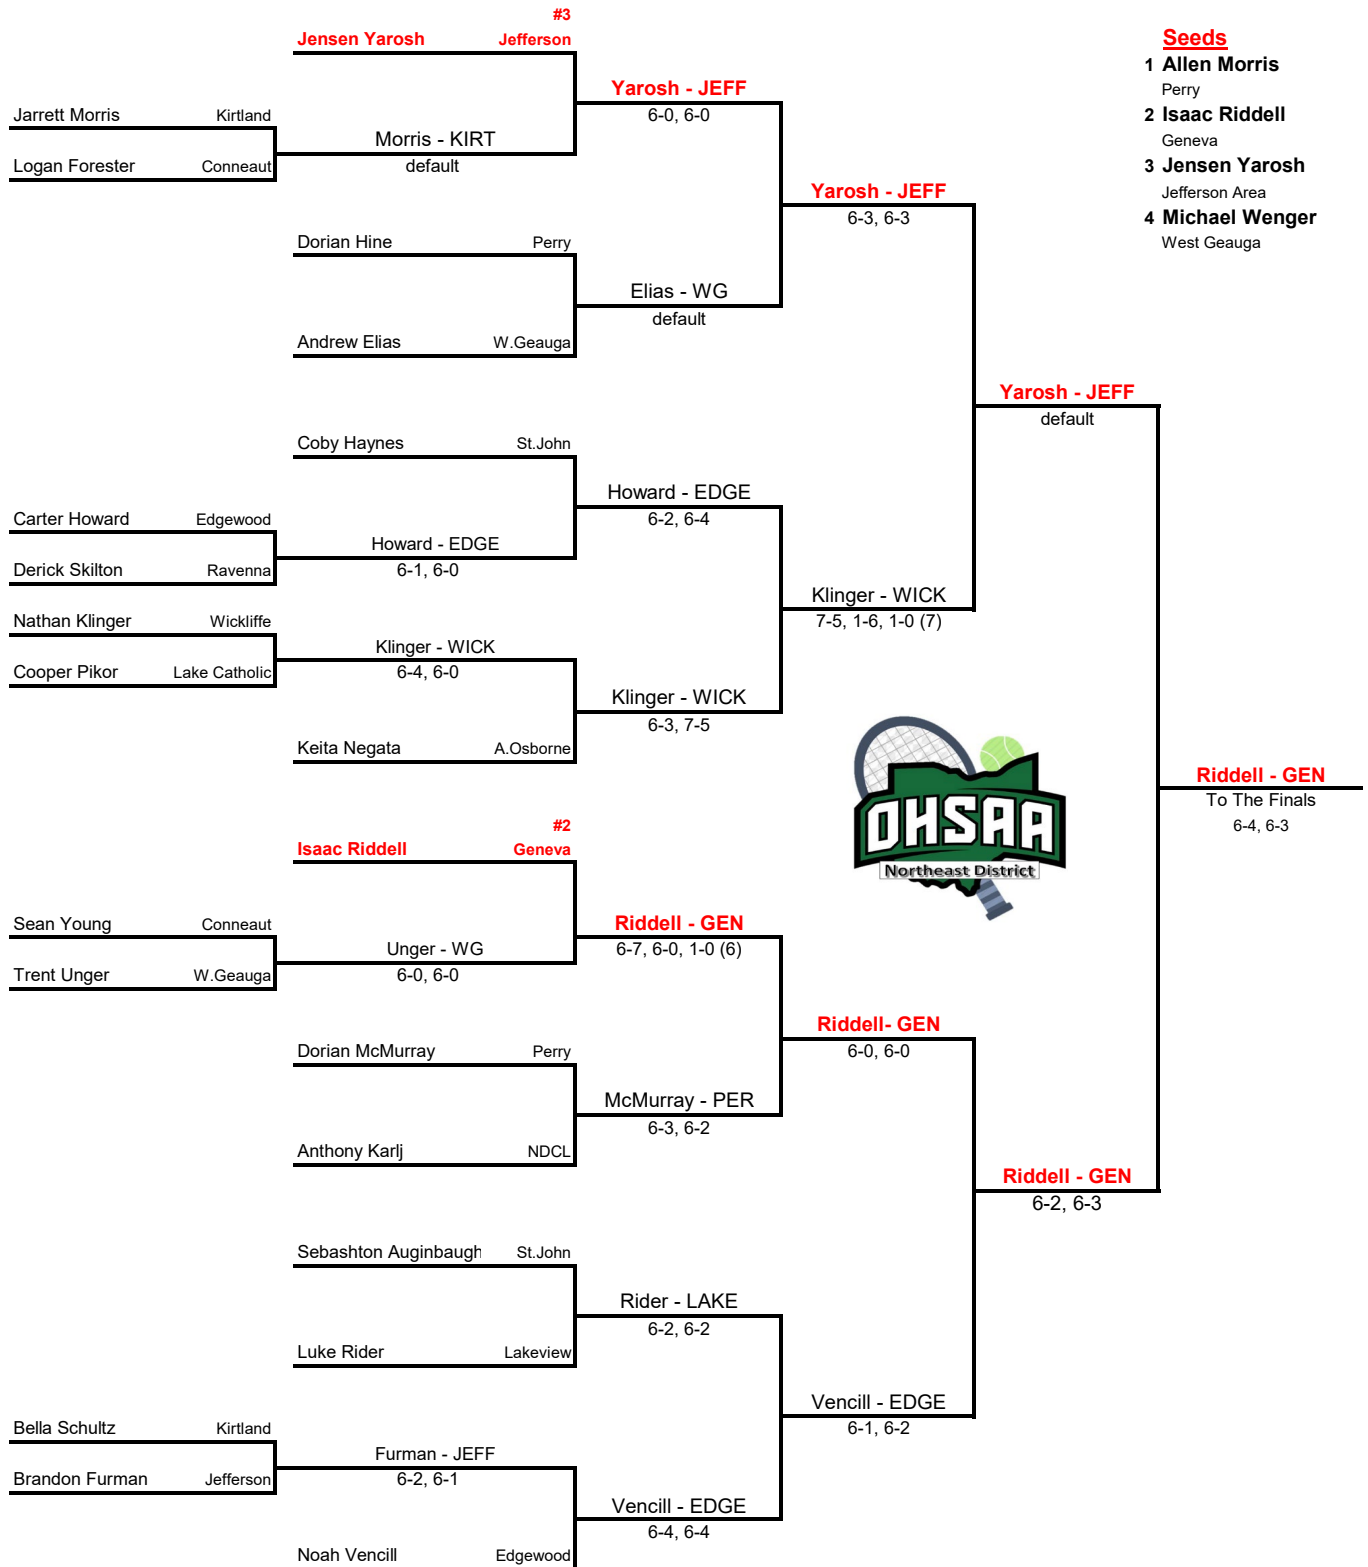 #3
Jensen Yarosh Jefferson
Seeds
1 Allen Morris
Perry
2 Isaac Riddell
Geneva
3 Jensen Yarosh
Jefferson Area
4 Michael Wenger
West Geauga
Yarosh - JEFF
6-0, 6-0
Jarrett Morris Kirtland
Morris - KIRT
default
Logan Forester Conneaut
Yarosh - JEFF
6-3, 6-3
Dorian Hine Perry
Elias - WG
default
Andrew Elias W.Geauga
Yarosh - JEFF
default
Coby Haynes St.John
Howard - EDGE
6-2, 6-4
Carter Howard Edgewood
Howard - EDGE
6-1, 6-0
Derick Skilton Ravenna
Klinger - WICK
7-5, 1-6, 1-0 (7)
Nathan Klinger Wickliffe
Klinger - WICK
6-4, 6-0
Cooper Pikor Lake Catholic
Klinger - WICK
6-3, 7-5
Keita Negata A.Osborne
OHSAA
Northeast District
Riddell - GEN
To The Finals
6-4, 6-3
#2
Isaac Riddell Geneva
Sean Young Conneaut
Riddell - GEN
6-7, 6-0, 1-0 (6)
Unger - WG
6-0, 6-0
Trent Unger W.Geauga
Riddell- GEN
6-0, 6-0
Dorian McMurray Perry
McMurray - PER
6-3, 6-2
Anthony Karlj NDCL
Riddell - GEN
6-2, 6-3
Sebashton Auginbaugh St.John
Rider - LAKE
6-2, 6-2
Luke Rider Lakeview
Vencill - EDGE
6-1, 6-2
Bella Schultz Kirtland
Furman - JEFF
6-2, 6-1
Brandon Furman Jefferson
Vencill - EDGE
6-4, 6-4
Noah Vencill Edgewood